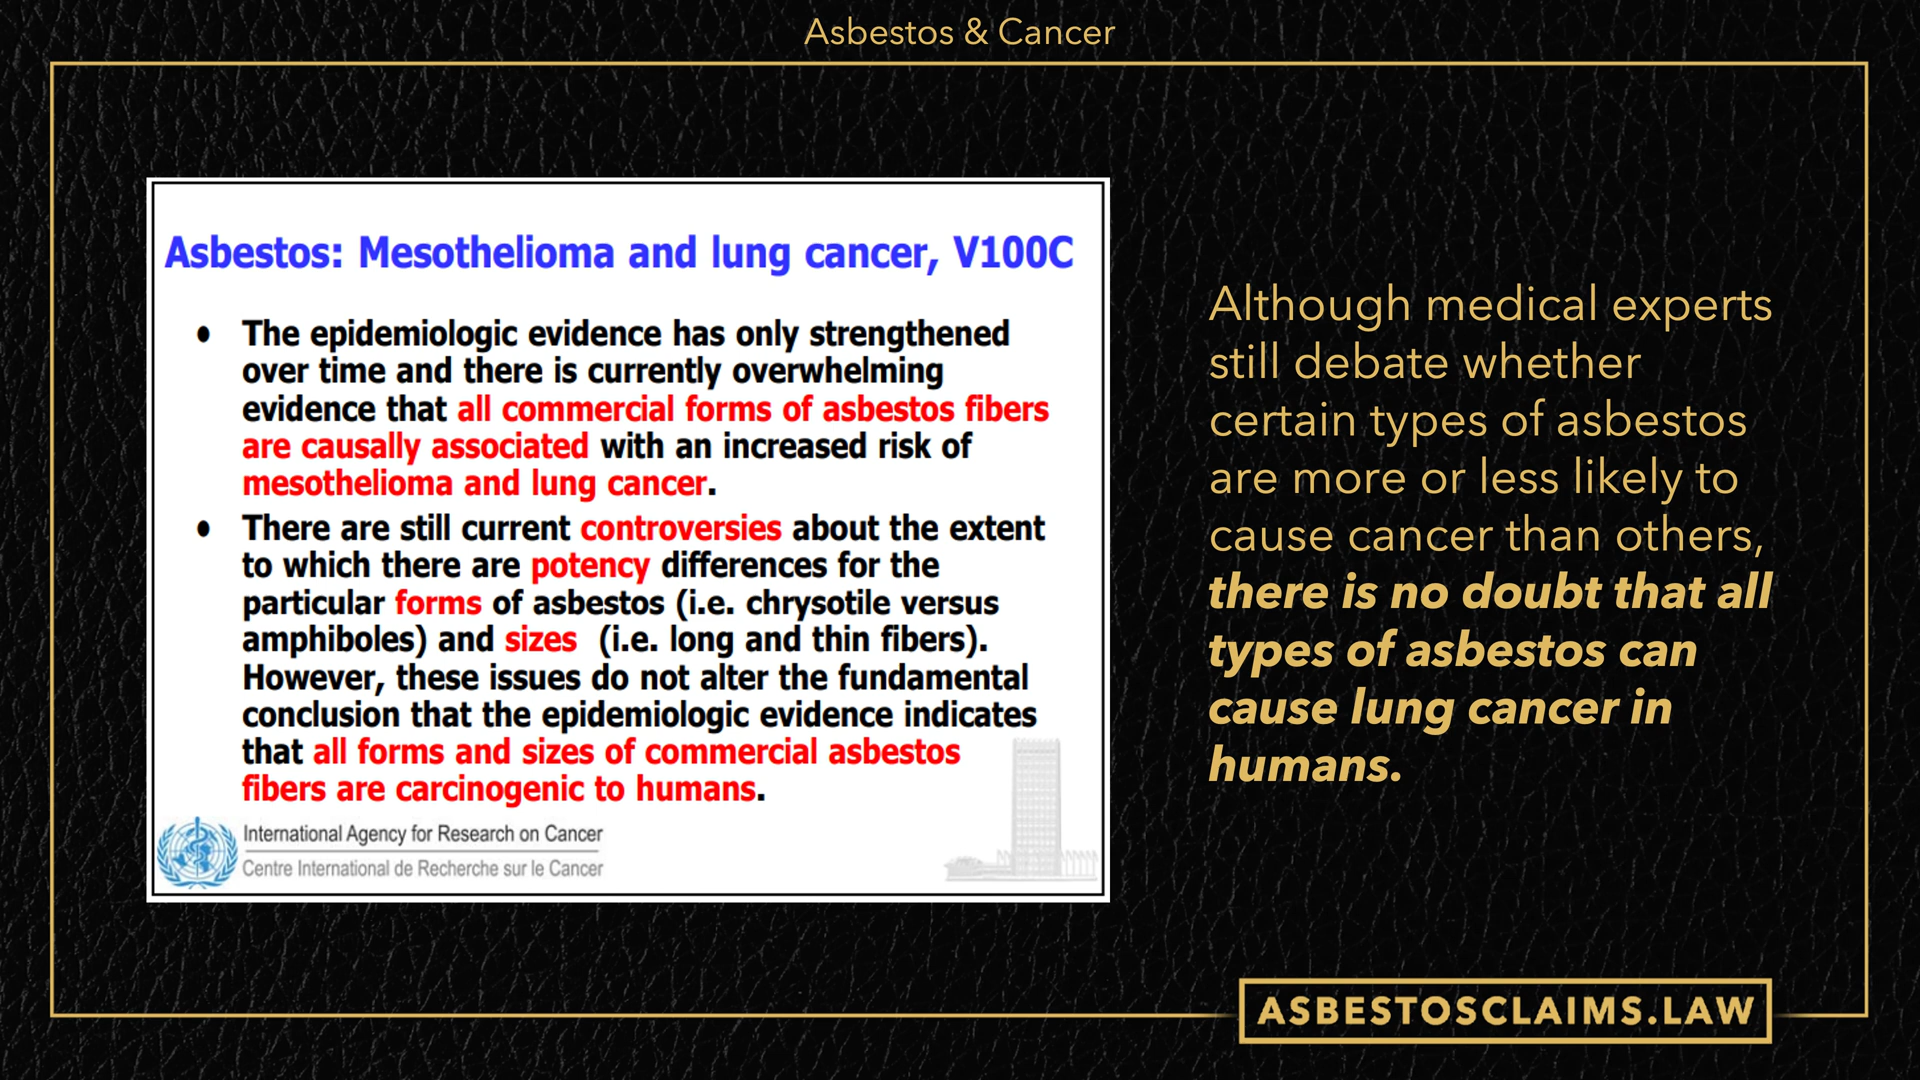 Asbestos & Cancer
Asbestos: Mesothelioma and lung cancer, V100C
• The epidemiologic evidence has only strengthened
over time and there is currently overwhelming
evidence that all commercial forms of asbestos fibers
are causally associated with an increased risk of
mesothelioma and lung cancer.
• There are still current controversies about the extent
to which there are potency differences for the
particular forms of asbestos (i.e. chrysotile versus
amphiboles) and sizes (i.e. long and thin fibers).
However, these issues do not alter the fundamental
conclusion that the epidemiologic evidence indicates
that all forms and sizes of commercial asbestos
fibers are carcinogenic to humans.
International Agency for Research on Cancer
Centre International de Recherche sur le Cancer
Although medical experts
still debate whether
certain types of asbestos
are more or less likely to
cause cancer than others,
there is no doubt that all
types of asbestos can
cause lung cancer in
humans.
ASBESTOSCLAIMS.LAW